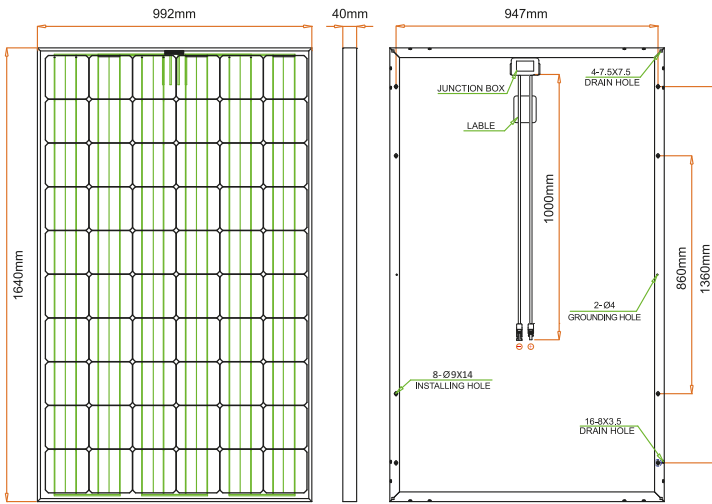 992mm
40mm
947mm
1640mm
4-7.5X7.5
DRAIN HOLE
JUNCTION BOX
LABLE
1000mm
860mm
1360mm
2-Ø4
GROUNDING HOLE
8-Ø9X14
INSTALLING HOLE
16-8X3.5
DRAIN HOLE